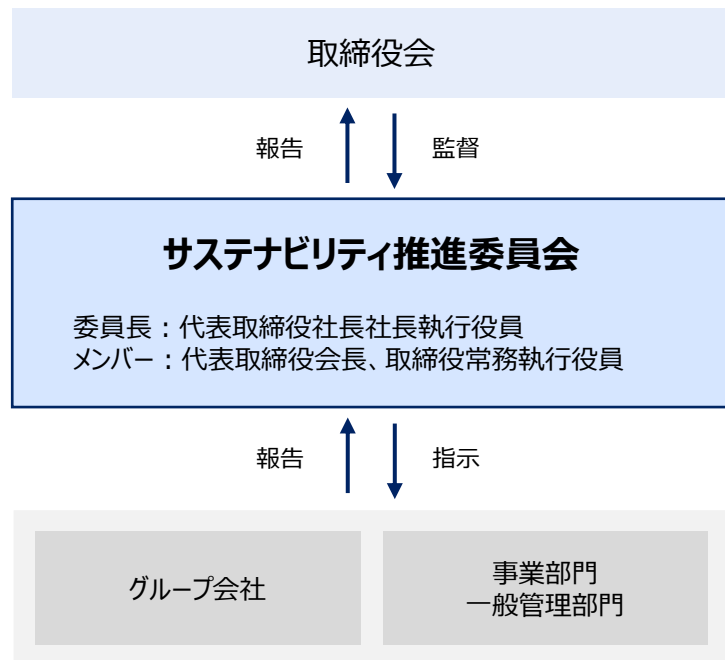 取締役会
報告
監督
サステナビリティ推進委員会
委員長：代表取締役社長社長執行役員
メンバー：代表取締役会長、取締役常務執行役員
報告
指示
グループ会社
事業部門
一般管理部門